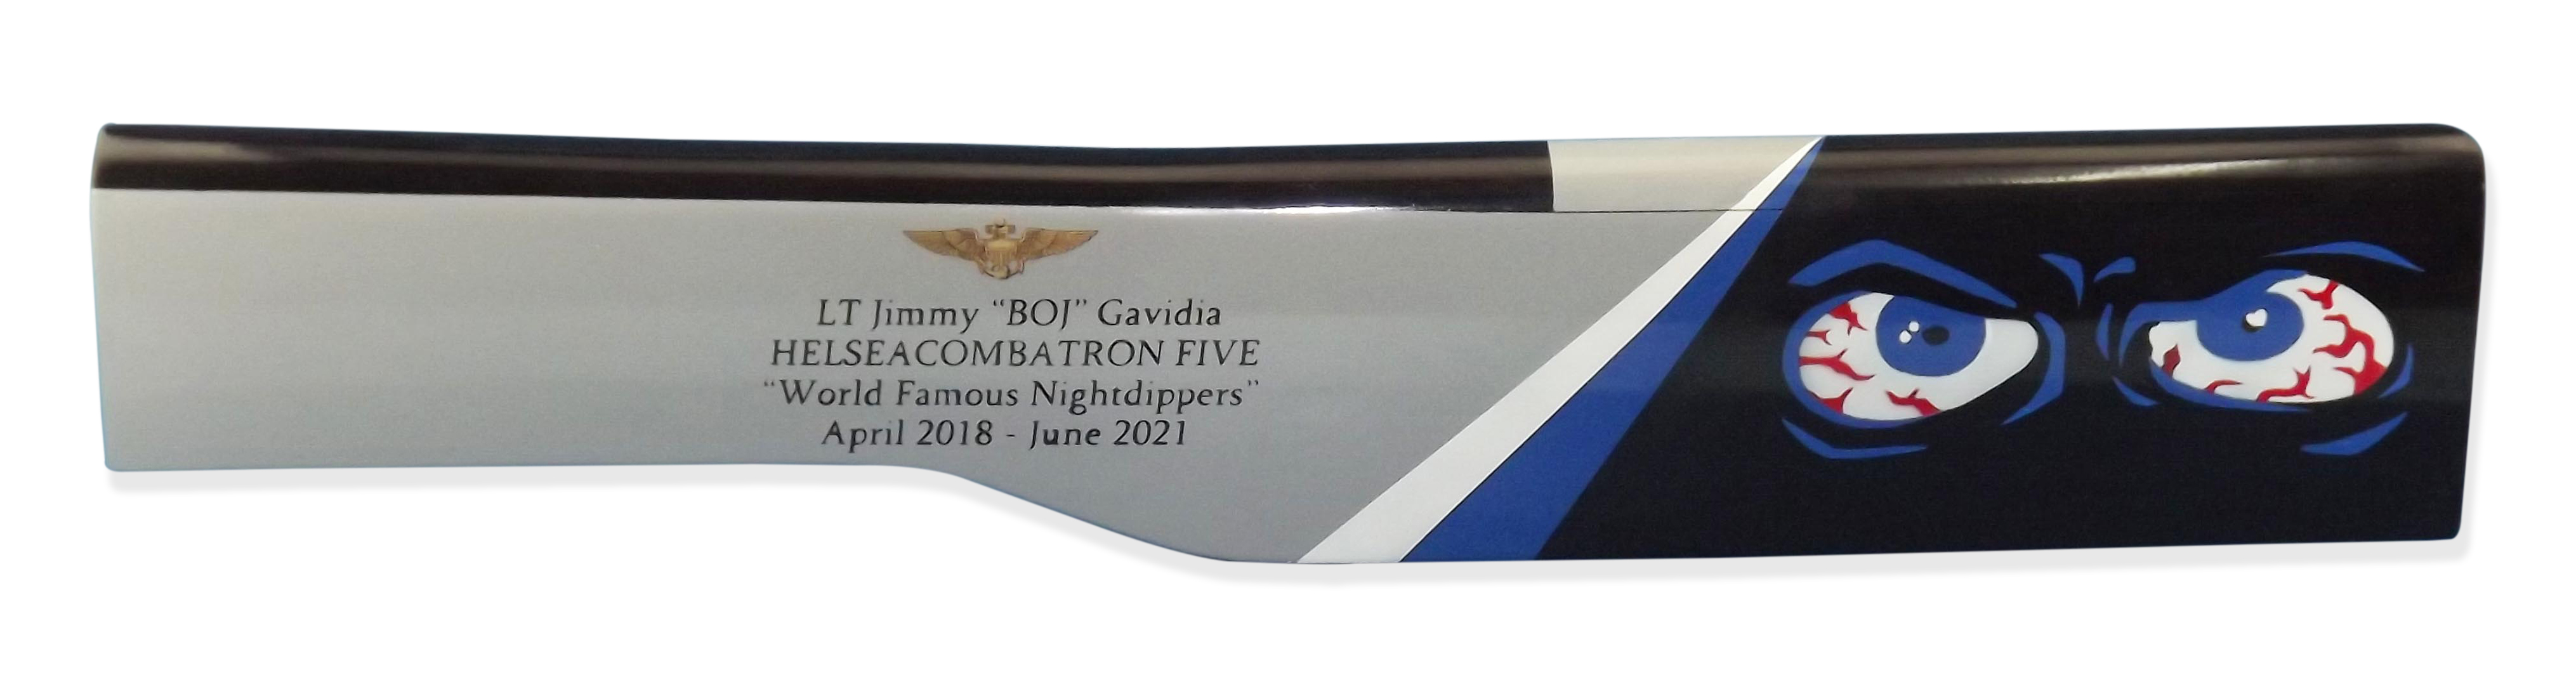 LT Jimmy “BOJ” Gavidia
HELSEACOMBATRON FIVE
“World Famous Nightdippers”
April 2018 - June 2021